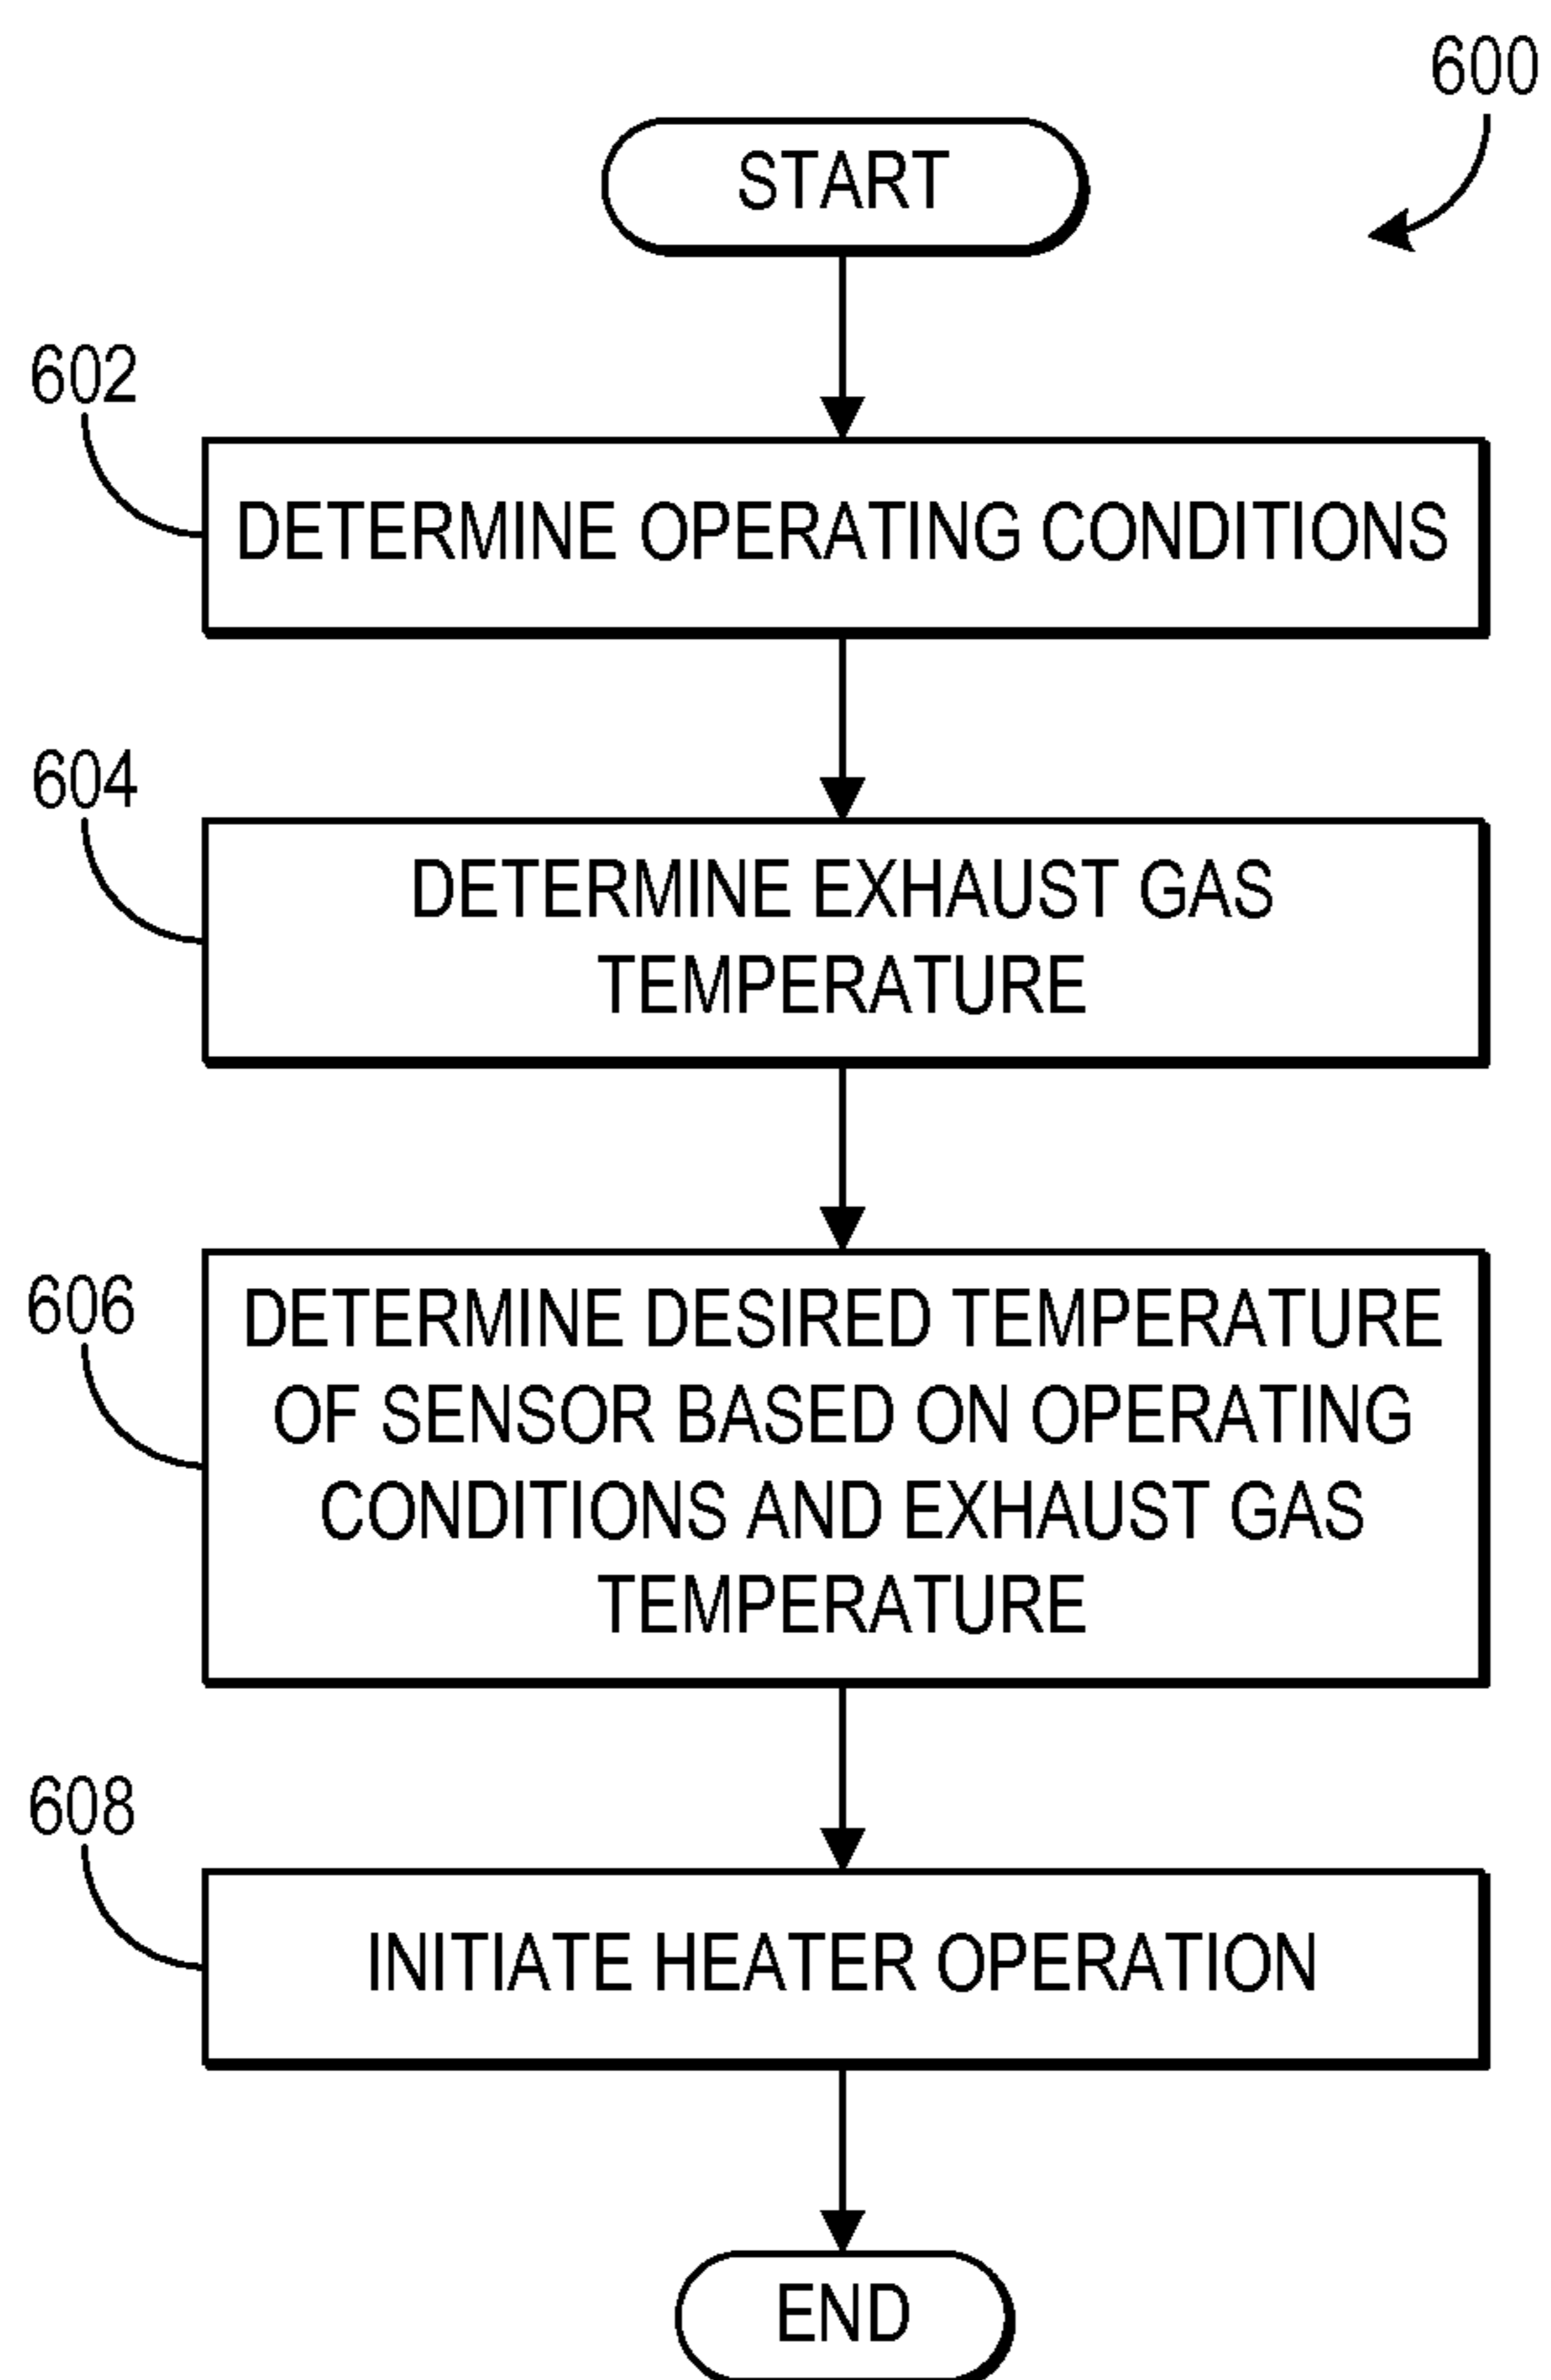 600
START
602
DETERMINE OPERATING CONDITIONS
604
DETERMINE EXHAUST GAS
TEMPERATURE
606
DETERMINE DESIRED TEMPERATURE
OF SENSOR BASED ON OPERATING
CONDITIONS AND EXHAUST GAS
TEMPERATURE
608
INITIATE HEATER OPERATION
END